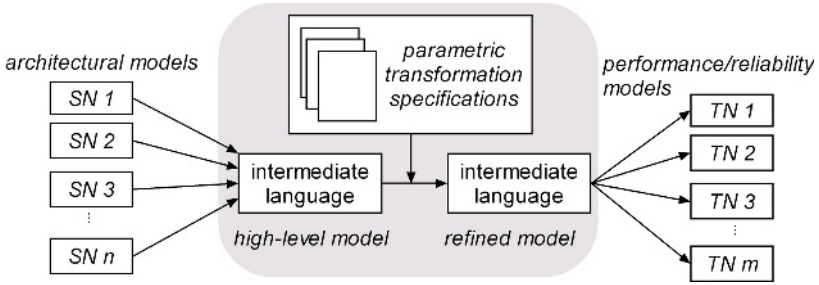 architectural models
SN 1
SN 2
SN 3
SN n
parametric
transformation
specifications
intermediate
language
high-level model
intermediate
language
refined model
performance/reliability
models
TN 1
TN 2
TN 3
TN m